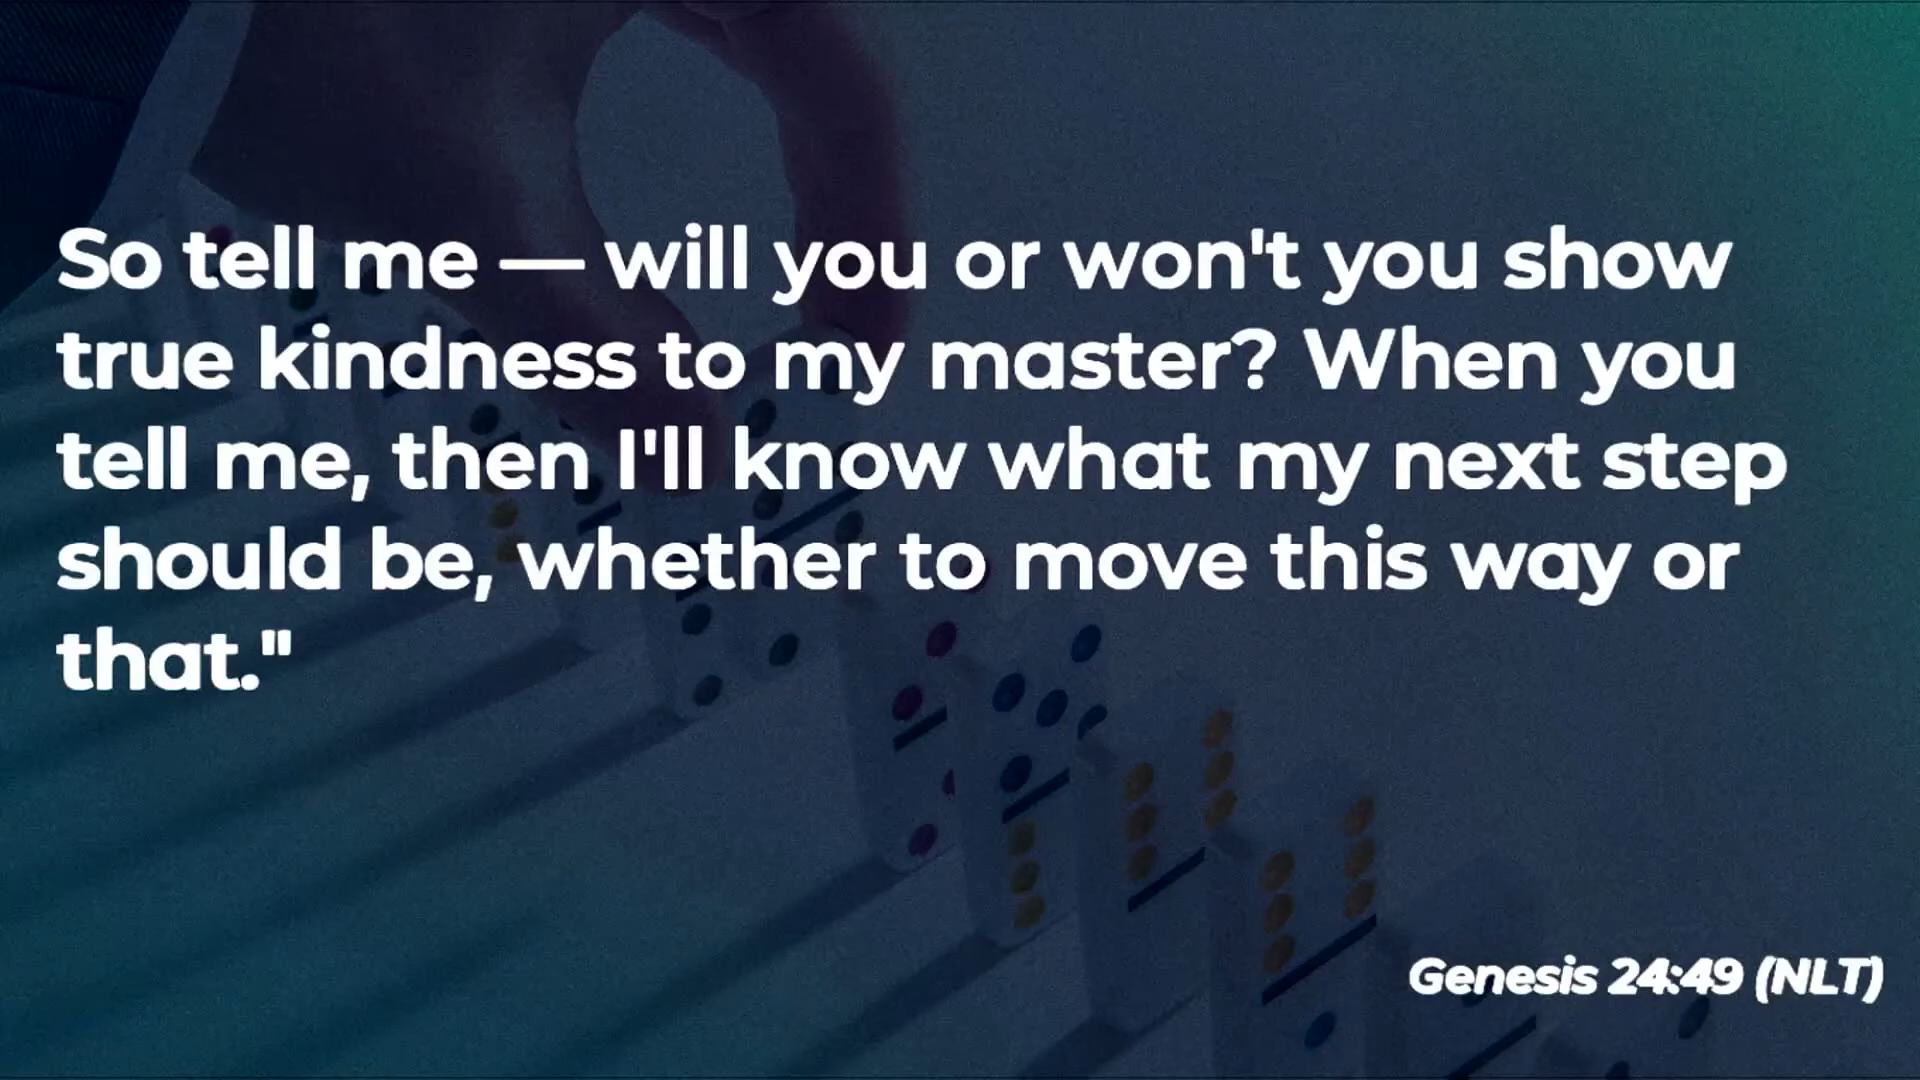 So tell me — will you or won't you show
true kindness to my master? When you
tell me, then I'll know what my next step
should be, whether to move this way or
that."
Genesis 24:49 (NLT)